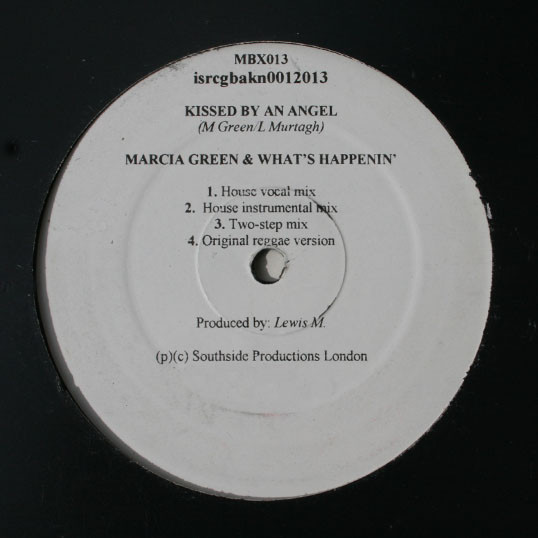 MBX013
isrcgbakn0012013
KISSED BY AN ANGEL
(M Green/L Murtagh)
MARCIA GREEN & WHAT'S HAPPENIN'
1. House vocal mix
2. House instrumental mix
3. Two-step mix
4. Original reggae version
Produced by: Lewis M.
(p)(c) Southside Productions London